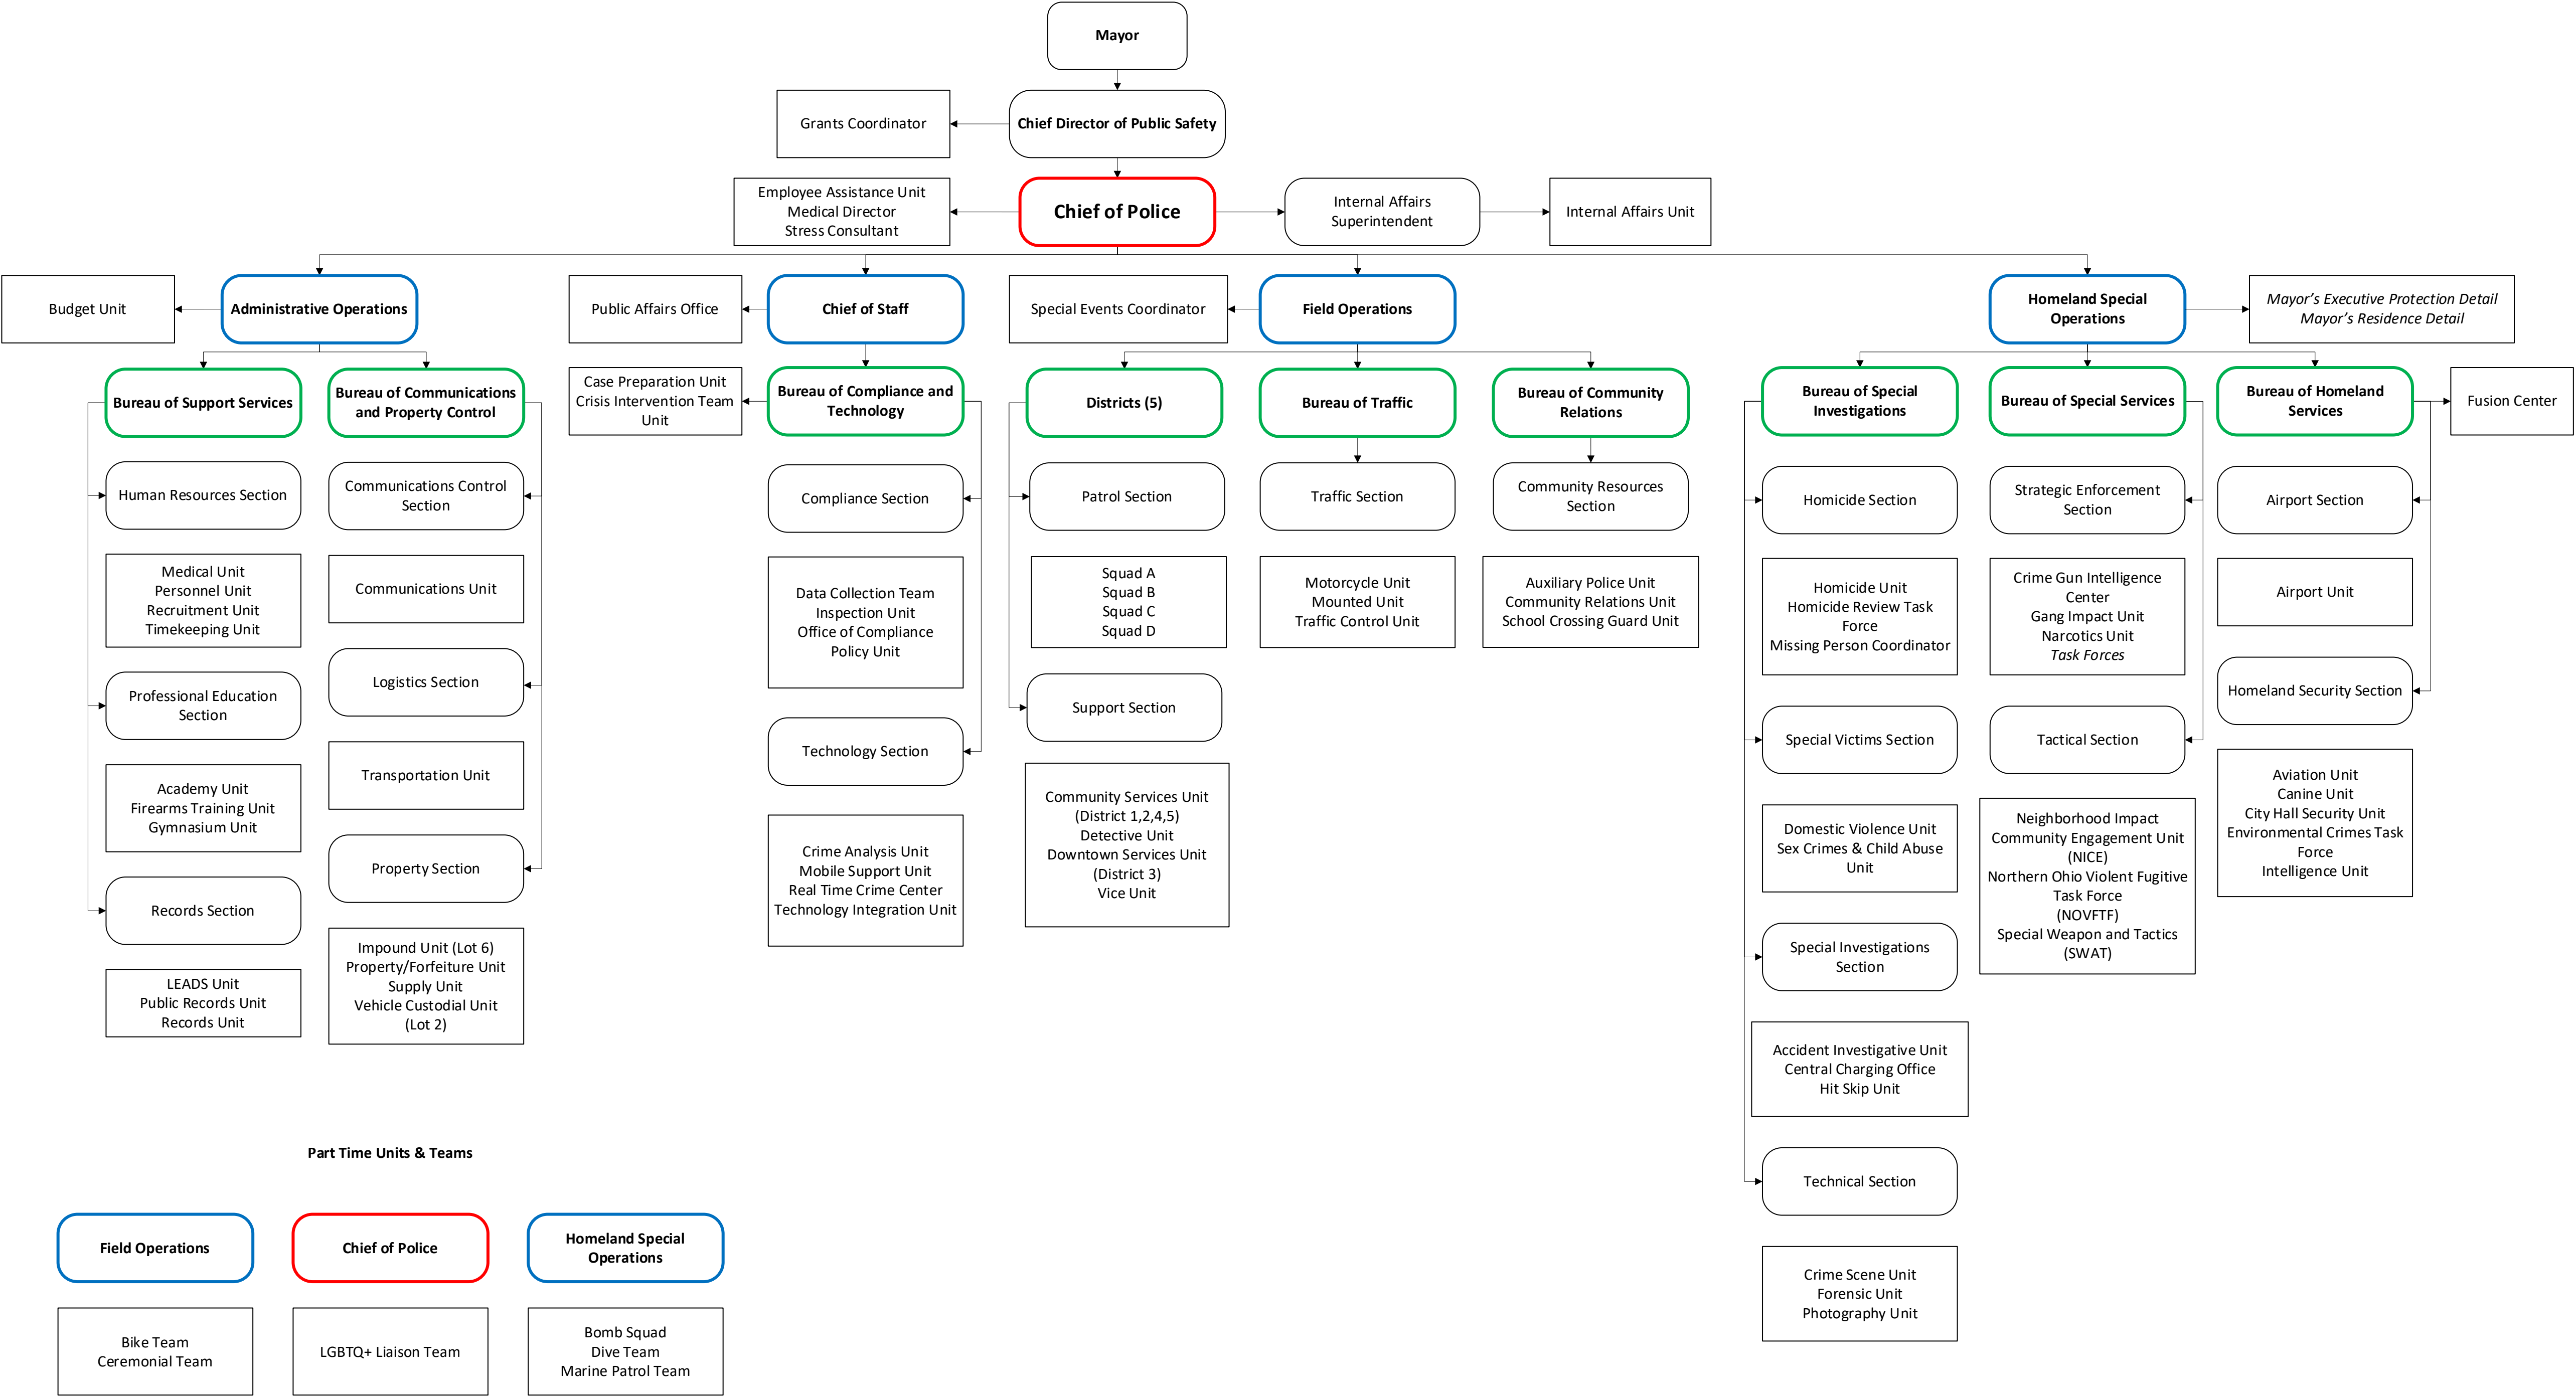 Mayor
Grants Coordinator
Chief Director of Public Safety
Employee Assistance Unit
Medical Director
Stress Consultant
Chief of Police
Internal Affairs
Superintendent
Internal Affairs Unit
Budget Unit
Administrative Operations
Public Affairs Office
Chief of Staff
Special Events Coordinator
Field Operations
Homeland Special
Operations
Mayor’s Executive Protection Detail
Mayor’s Residence Detail
Bureau of Support Services
Bureau of Communications
and Property Control
Case Preparation Unit
Crisis Intervention Team
Unit
Bureau of Compliance and
Technology
Districts (5)
Bureau of Traffic
Bureau of Community
Relations
Bureau of Special
Investigations
Bureau of Special Services
Bureau of Homeland
Services
Fusion Center
Human Resources Section
Medical Unit
Personnel Unit
Recruitment Unit
Timekeeping Unit
Professional Education
Section
Academy Unit
Firearms Training Unit
Gymnasium Unit
Records Section
LEADS Unit
Public Records Unit
Records Unit
Communications Control
Section
Communications Unit
Logistics Section
Transportation Unit
Property Section
Impound Unit (Lot 6)
Property/Forfeiture Unit
Supply Unit
Vehicle Custodial Unit
(Lot 2)
Compliance Section
Data Collection Team
Inspection Unit
Office of Compliance
Policy Unit
Technology Section
Crime Analysis Unit
Mobile Support Unit
Real Time Crime Center
Technology Integration Unit
Patrol Section
Squad A
Squad B
Squad C
Squad D
Support Section
Community Services Unit
(District 1,2,4,5)
Detective Unit
Downtown Services Unit
(District 3)
Vice Unit
Traffic Section
Motorcycle Unit
Mounted Unit
Traffic Control Unit
Community Resources
Section
Auxiliary Police Unit
Community Relations Unit
School Crossing Guard Unit
Homicide Section
Homicide Unit
Homicide Review Task
Force
Missing Person Coordinator
Special Victims Section
Domestic Violence Unit
Sex Crimes & Child Abuse
Unit
Special Investigations
Section
Accident Investigative Unit
Central Charging Office
Hit Skip Unit
Technical Section
Crime Scene Unit
Forensic Unit
Photography Unit
Strategic Enforcement
Section
Crime Gun Intelligence
Center
Gang Impact Unit
Narcotics Unit
Task Forces
Tactical Section
Neighborhood Impact
Community Engagement Unit
(NICE)
Northern Ohio Violent Fugitive
Task Force
(NOVFTF)
Special Weapon and Tactics
(SWAT)
Airport Section
Airport Unit
Homeland Security Section
Aviation Unit
Canine Unit
City Hall Security Unit
Environmental Crimes Task
Force
Intelligence Unit
Part Time Units & Teams
Field Operations
Bike Team
Ceremonial Team
Chief of Police
LGBTQ+ Liaison Team
Homeland Special
Operations
Bomb Squad
Dive Team
Marine Patrol Team